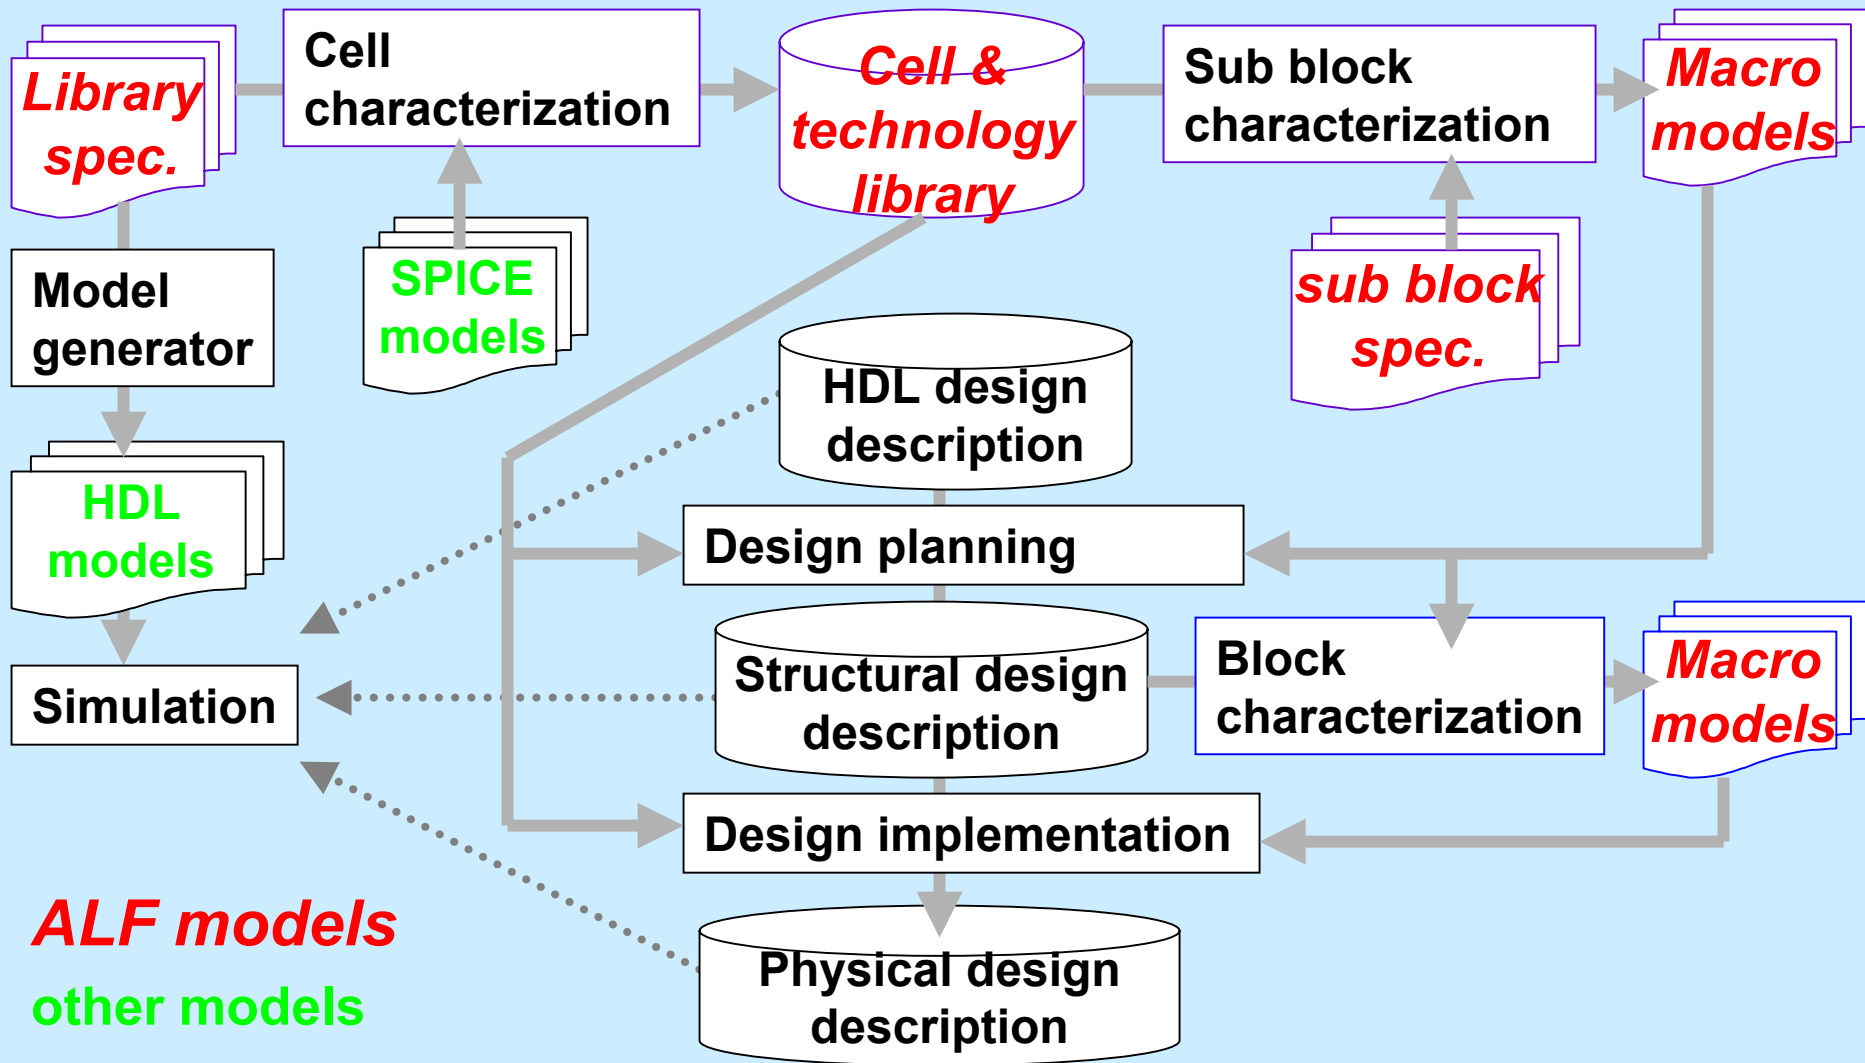 Library
spec.
Cell
characterization
Cell &
technology
library
Sub block
characterization
Macro
models
Model
generator
SPICE
models
sub block
spec.
HDL design
description
HDL
models
Design planning
Simulation
Structural design
description
Block
characterization
Macro
models
Design implementation
ALF models
other models
Physical design
description